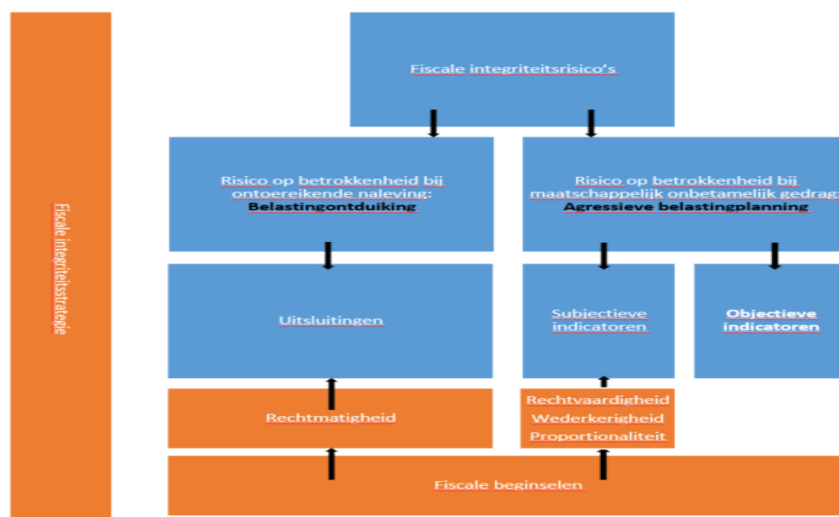 Fiscale integriteitsstrategie
Fiscale integriteitsrisico's
Risico op betrokkenheid bij
ontoereikende naleving:
Belastingontduiking
Risico op betrokkenheid bij
maatschappelijk onbetamelijk gedrag:
Agressieve belastingplanning
Uitsluitingen
Subjectieve
indicatoren
Objectieve
indicatoren
Rechtmatigheid
Rechtvaardigheid
Wederkerigheid
Proportionaliteit
Fiscale beginselen